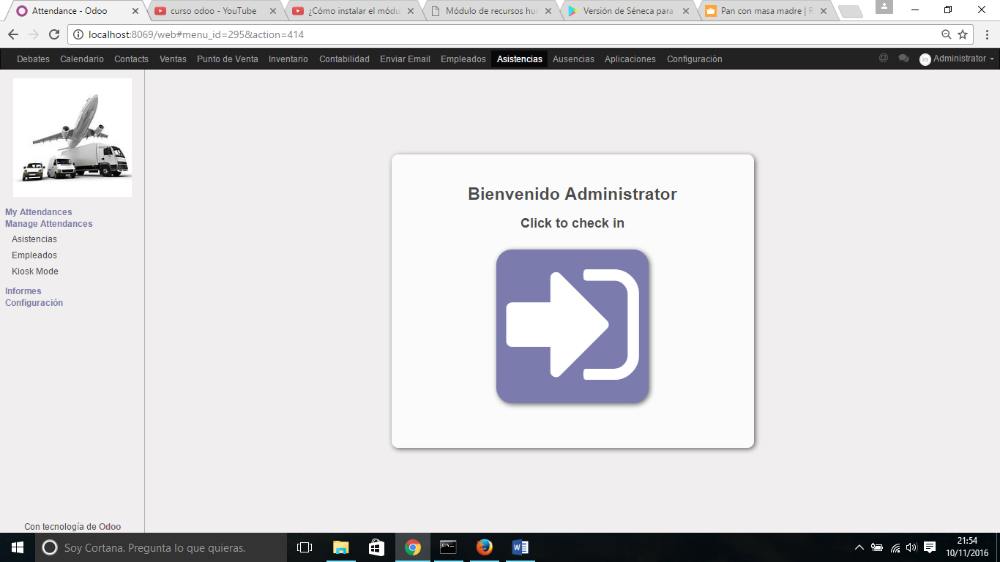 Attendance - Odoo
curso odoo - YouTube
¿Cómo instalar el módu
Módulo de recursos hur
Versión de Séneca para
Pan con masa madre | R
localhost:8069/web#menu_id=295&action=414
Debates Calendario Contacts Ventas Punto de Venta Inventario Contabilidad Enviar Email Empleados Asistencias Ausencias Aplicaciones Configuración @ Administrator
My Attendances
Manage Attendances
Asistencias
Empleados
Kiosk Mode
Informes
Configuración
Bienvenido Administrator
Click to check in
Con tecnología de Odoo
Soy Cortana. Pregunta lo que quieras.
21:54
10/11/2016